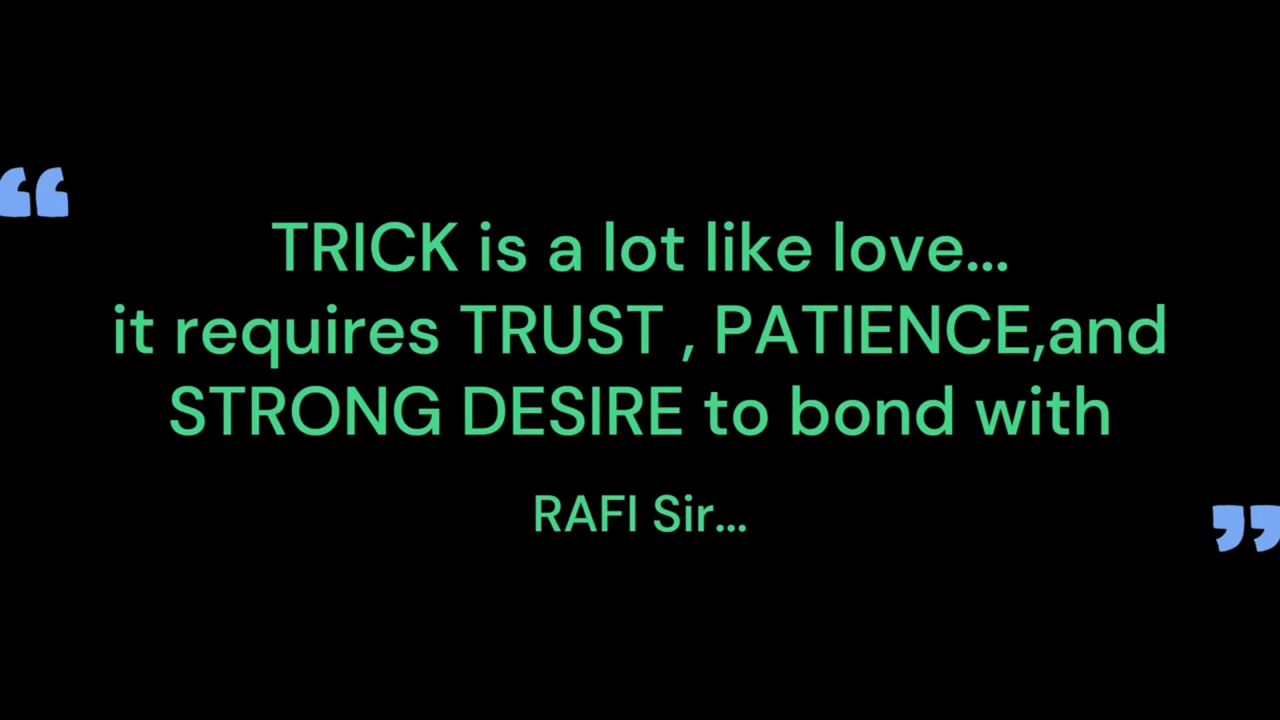 “
TRICK is a lot like love...
it requires TRUST , PATIENCE,and
STRONG DESIRE to bond with
RAFI Sir...
”